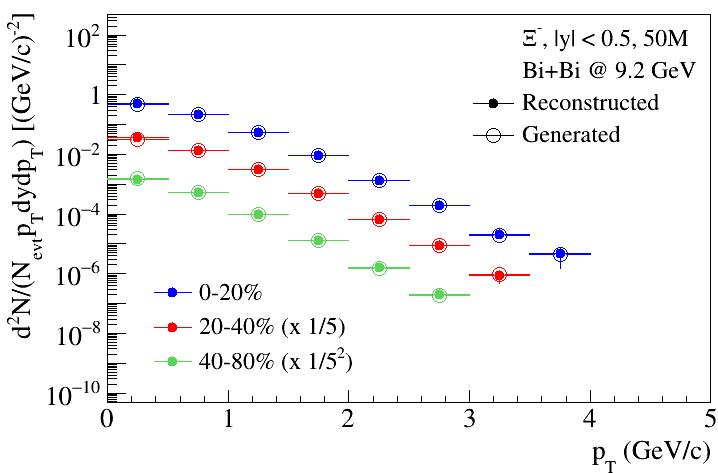 d²N/(N_evt p_T dydp_T) [(GeV/c)⁻²]
10²
1
10⁻²
10⁻⁴
10⁻⁶
10⁻⁸
10⁻¹⁰
Ξ⁻, |y| < 0.5, 50M
Bi+Bi @ 9.2 GeV
Reconstructed
Generated
0-20%
20-40% (x 1/5)
40-80% (x 1/5²)
0 1 2 3 4 5
p_T (GeV/c)